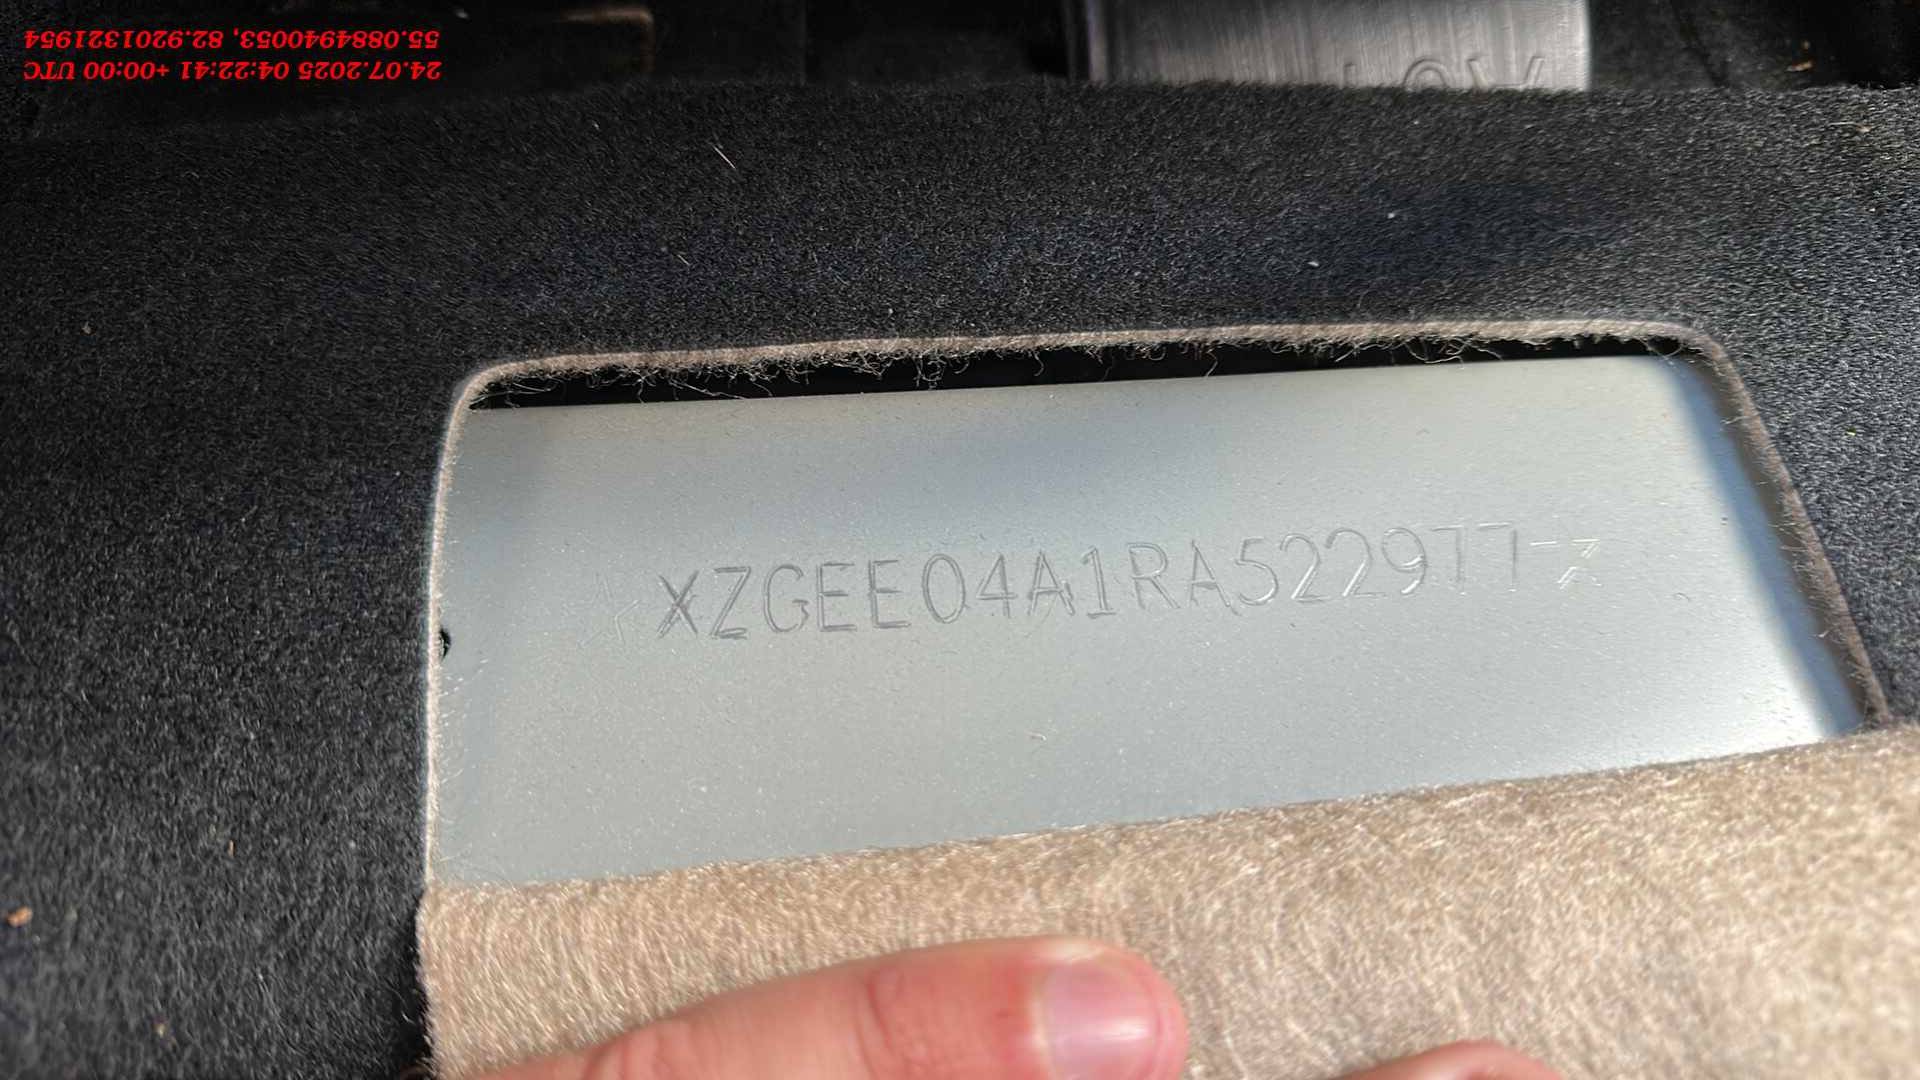 24.07.2025 04:22:41 +00:00 UTC
55.0884940053, 82.9201321954
☆XZGEE04A1RA522977☆